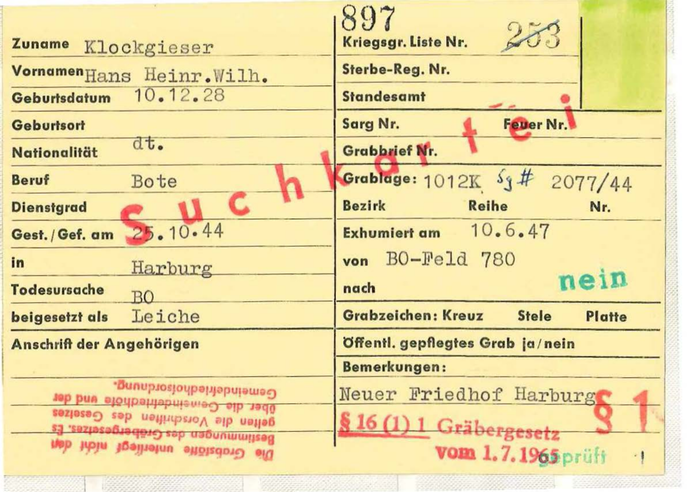 897
Zuname Klockgieser
Kriegsgr. Liste Nr. 253
Vornamen Hans Heinr.Wilh.
Sterbe-Reg. Nr.
Geburtsdatum 10.12.28
Standesamt
Geburtsort
Sarg Nr. Feuer Nr.
Nationalität dt.
Grabbrief Nr.
Beruf Bote
Grablage: 1012K Sg # 2077/44
Dienstgrad
Bezirk Reihe Nr.
Gest./Gef. am 25.10.44
Exhumiert am 10.6.47
in Harburg
von BO-Feld 780
Todesursache BO
nach nein
beigesetzt als Leiche
Grabzeichen: Kreuz Stele Platte
Anschrift der Angehörigen
Öffentl. gepflegtes Grab ja/nein
Bemerkungen:
Neuer Friedhof Harburg
§ 1
§ 16 (1) 1 Gräbergesetz
vom 1.7.1965
geprüft
Suchkartei
Die Grabstätte unterliegt nicht den
Bestimmungen des Gräbergesetzes. Es
gelten die Vorschriften des Gesetzes
über die Gemeindefriedhöfe und der
Gemeindefriedhofsordnung.